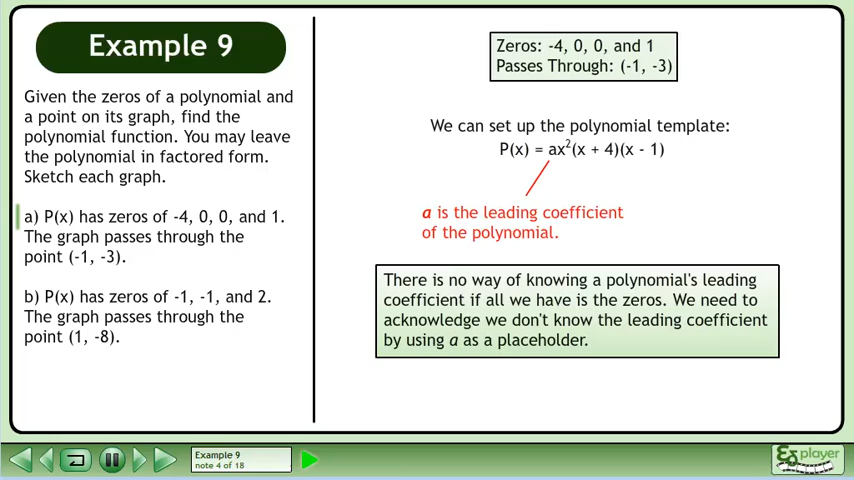 Example 9
Given the zeros of a polynomial and
a point on its graph, find the
polynomial function. You may leave
the polynomial in factored form.
Sketch each graph.
a) P(x) has zeros of -4, 0, 0, and 1.
The graph passes through the
point (-1, -3).
b) P(x) has zeros of -1, -1, and 2.
The graph passes through the
point (1, -8).
Zeros: -4, 0, 0, and 1
Passes Through: (-1, -3)
We can set up the polynomial template:
P(x) = ax²(x + 4)(x - 1)
a is the leading coefficient
of the polynomial.
There is no way of knowing a polynomial's leading
coefficient if all we have is the zeros. We need to
acknowledge we don't know the leading coefficient
by using a as a placeholder.
Example 9
note 4 of 18
player